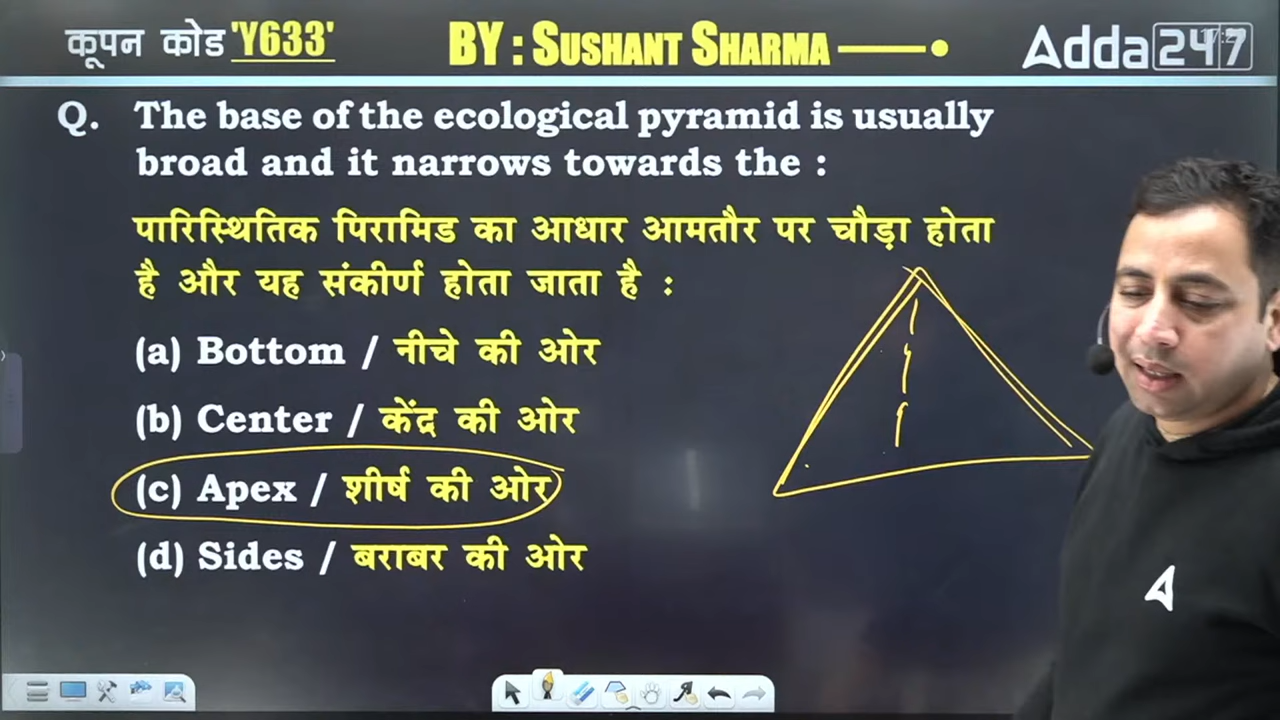 कूपन कोड 'Y633'
BY : SUSHANT SHARMA
Adda247
Q. The base of the ecological pyramid is usually
broad and it narrows towards the :
पारिस्थितिक पिरामिड का आधार आमतौर पर चौड़ा होता
है और यह संकीर्ण होता जाता है :
(a) Bottom / नीचे की ओर
(b) Center / केंद्र की ओर
(c) Apex / शीर्ष की ओर
(d) Sides / बराबर की ओर